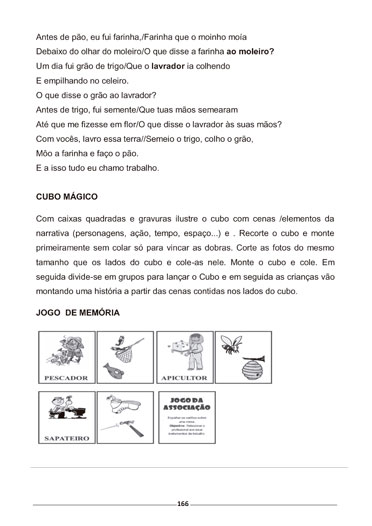 Antes de pão, eu fui farinha,/Farinha que o moinho moía
Debaixo do olhar do moleiro/O que disse a farinha ao moleiro?
Um dia fui grão de trigo/Que o lavrador ia colhendo
E empilhando no celeiro.
O que disse o grão ao lavrador?
Antes de trigo, fui semente/Que tuas mãos semearam
Até que me fizesse em flor/O que disse o lavrador às suas mãos?
Com vocês, lavro essa terra//Semeio o trigo, colho o grão,
Môo a farinha e faço o pão.
E a isso tudo eu chamo trabalho.
CUBO MÁGICO
Com caixas quadradas e gravuras ilustre o cubo com cenas /elementos da
narrativa (personagens, ação, tempo, espaço...) e . Recorte o cubo e monte
primeiramente sem colar só para vincar as dobras. Corte as fotos do mesmo
tamanho que os lados do cubo e cole-as nele. Monte o cubo e cole. Em
seguida divide-se em grupos para lançar o Cubo e em seguida as crianças vão
montando uma história a partir das cenas contidas nos lados do cubo.
JOGO DE MEMÓRIA
PESCADOR
APICULTOR
SAPATEIRO
JOGO DA
ASSOCIAÇÃO
166